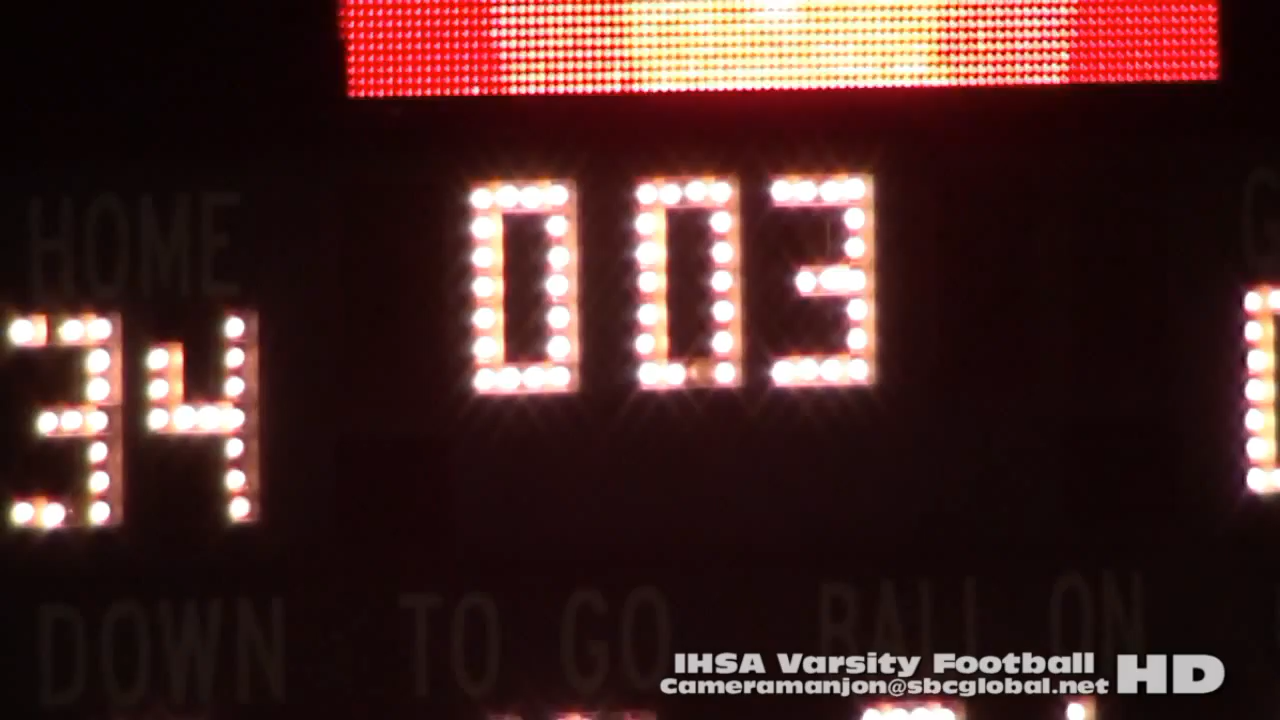 HOME
003
34
DOWN TO GO BALL ON
IHSA Varsity Football HD
Cameramanjon@sbcglobal.net